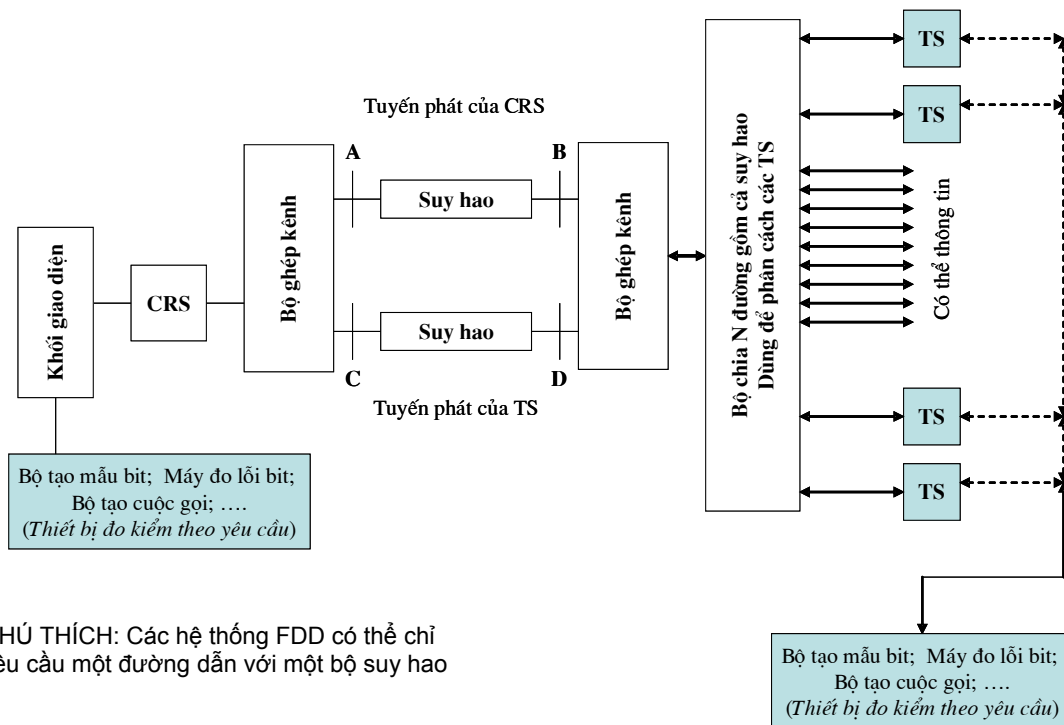 TS
TS
Tuyến phát của CRS
A
B
Suy hao
Khối giao diện
CRS
Bộ ghép kênh
Bộ ghép kênh
Bộ chia N đường gồm cả suy hao
Dùng để phân cách các TS
Có thể thông tin
Suy hao
C
D
Tuyến phát của TS
TS
TS
Bộ tạo mẫu bit; Máy đo lỗi bit;
Bộ tạo cuộc gọi; ....
(Thiết bị đo kiểm theo yêu cầu)
HÚ THÍCH: Các hệ thống FDD có thể chỉ
êu cầu một đường dẫn với một bộ suy hao
Bộ tạo mẫu bit; Máy đo lỗi bit;
Bộ tạo cuộc gọi; ....
(Thiết bị đo kiểm theo yêu cầu)